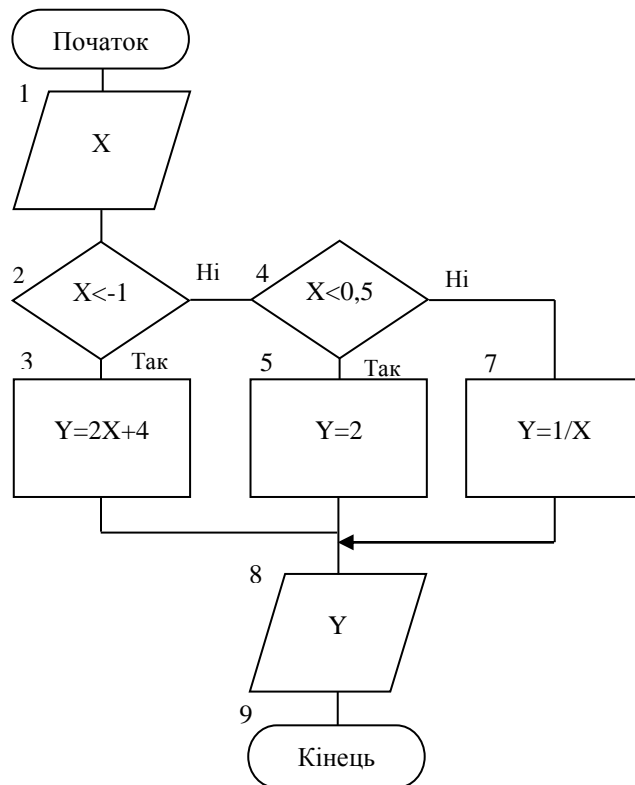 Початок
1
X
2
X<-1
Ні
4
X<0,5
Ні
3
Так
5
Так
7
Y=2X+4
Y=2
Y=1/X
8
Y
9
Кінець